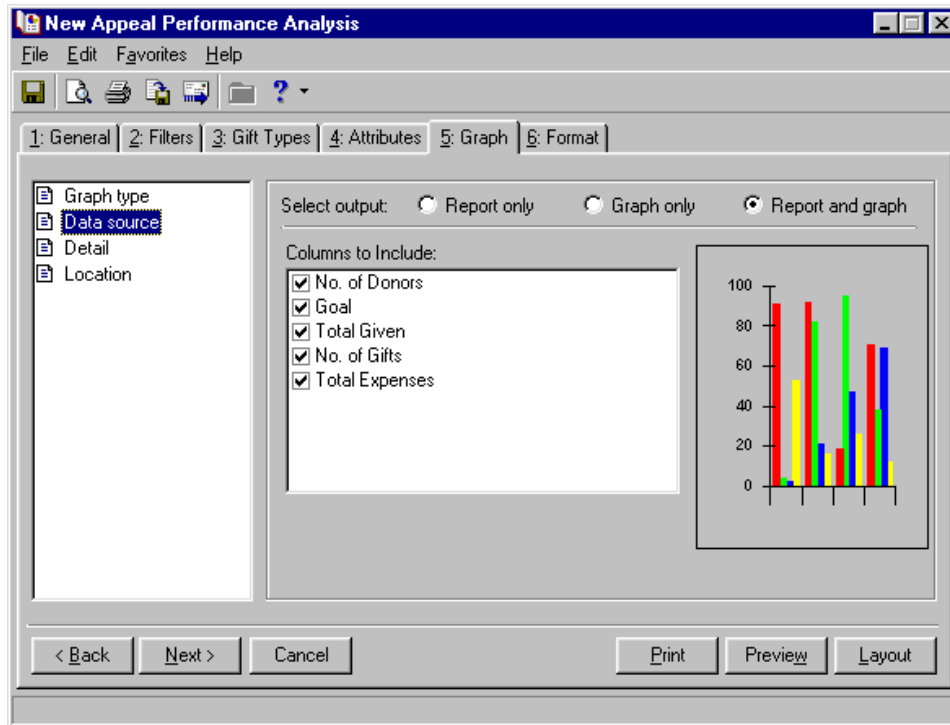 New Appeal Performance Analysis
File Edit Favorites Help
?
1: General 2: Filters 3: Gift Types 4: Attributes 5: Graph 6: Format
Graph type
Data source
Detail
Location
Select output: Report only Graph only Report and graph
Columns to Include:
No. of Donors
Goal
Total Given
No. of Gifts
Total Expenses
100
80
60
40
20
0
< Back Next > Cancel Print Preview Layout